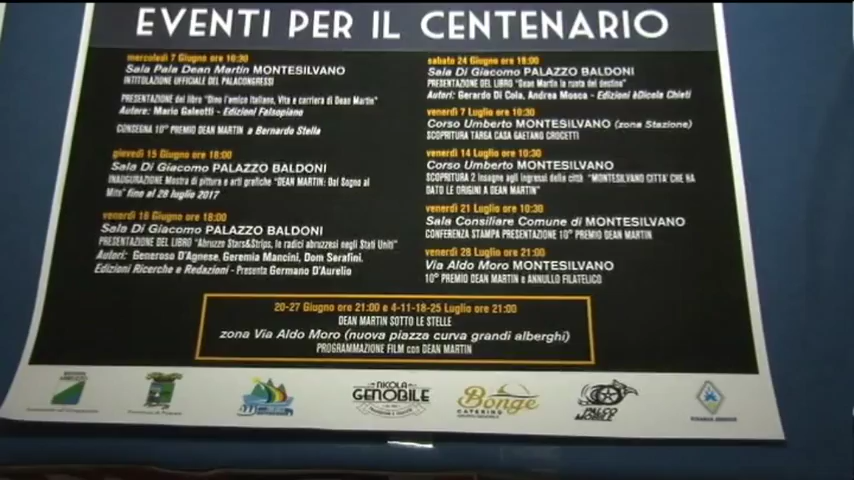 EVENTI PER IL CENTENARIO
mercoledì 7 Giugno ore 10:30
Sala Pala Dean Martin MONTESILVANO
INTITOLAZIONE UFFICIALE DEL PALACONGRESSI
PRESENTAZIONE del libro "Dino l'amico Italiano, Vita e carriera di Dean Martin"
Autore: Mario Galeotti - Edizioni Falsopiano
CONSEGNA 10° PREMIO DEAN MARTIN a Bernardo Stella
giovedì 15 Giugno ore 18:00
Sala Di Giacomo PALAZZO BALDONI
INAUGURAZIONE Mostra di pittura e arti grafiche "DEAN MARTIN: Dal Sogno al
Mito" fino al 28 luglio 2017
venerdì 16 Giugno ore 18:00
Sala Di Giacomo PALAZZO BALDONI
PRESENTAZIONE DEL LIBRO "Abruzzo Stars&Strips, le radici abruzzesi negli Stati Uniti"
Autori: Generoso D'Agnese, Geremia Mancini, Dom Serafini.
Edizioni Ricerche e Redazioni - Presenta Germano D'Aurelio
sabato 24 Giugno ore 18:00
Sala Di Giacomo PALAZZO BALDONI
PRESENTAZIONE DEL LIBRO "Dean Martin la ruota del destino"
Autori: Gerardo Di Cola, Andrea Mosca - Edizioni èDicola Chieti
venerdì 7 Luglio ore 10:30
Corso Umberto MONTESILVANO (zona Stazione)
SCOPRITURA TARGA CASA GAETANO CROCETTI
venerdì 14 Luglio ore 10:30
Corso Umberto MONTESILVANO
SCOPRITURA 2 insegne agli ingressi della città "MONTESILVANO CITTA' CHE HA
DATO LE ORIGINI A DEAN MARTIN"
venerdì 21 Luglio ore 10:30
Sala Consiliare Comune di MONTESILVANO
CONFERENZA STAMPA PRESENTAZIONE 10° PREMIO DEAN MARTIN
venerdì 28 Luglio ore 21:00
Via Aldo Moro MONTESILVANO
10° PREMIO DEAN MARTIN e ANNULLO FILATELICO
20-27 Giugno ore 21:00 e 4-11-18-25 Luglio ore 21:00
DEAN MARTIN SOTTO LE STELLE
zona Via Aldo Moro (nuova piazza curva grandi alberghi)
PROGRAMMAZIONE FILM con DEAN MARTIN
NICOLA
GENOBILE
Bongè
CATERING